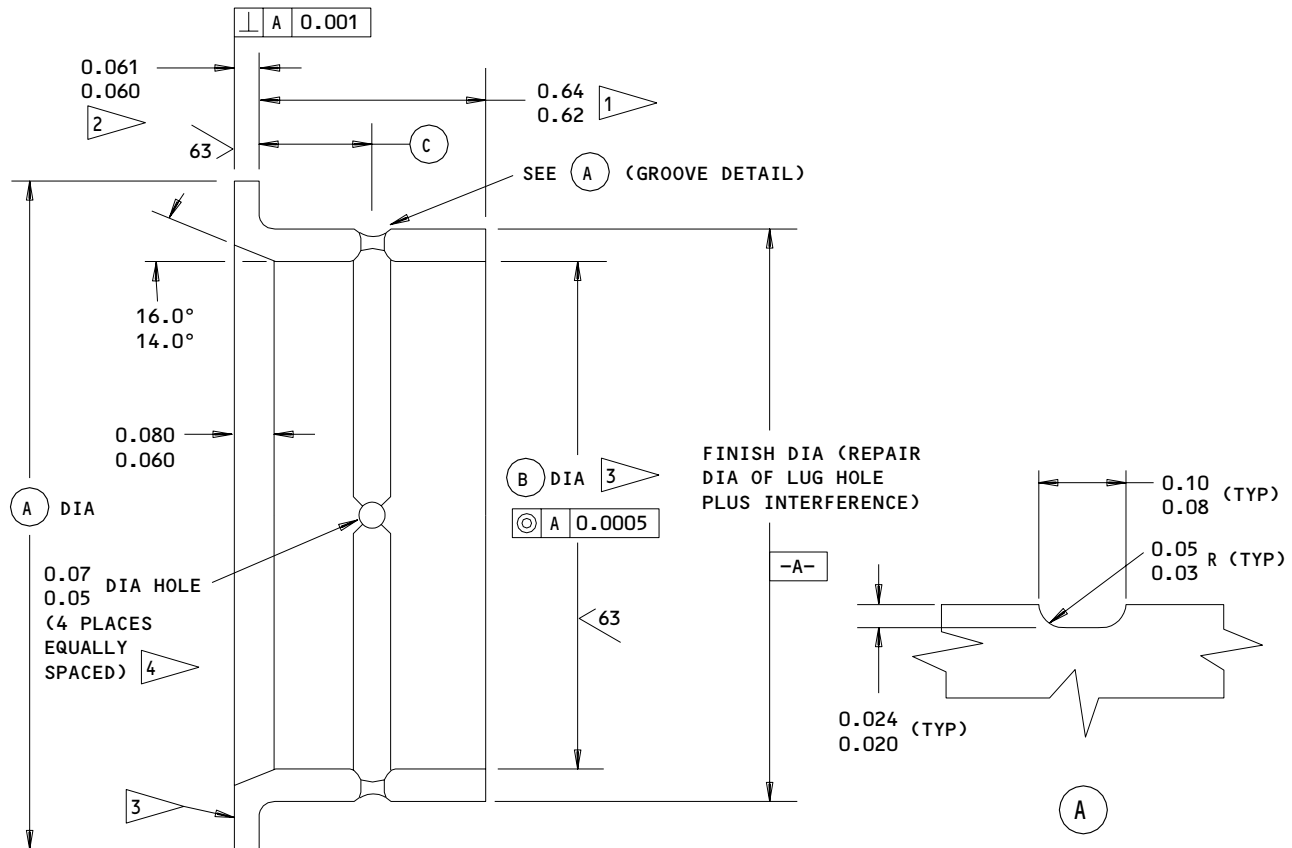 ⊥ A 0.001
0.061
0.060
2
63
0.64
0.62
1
C
SEE A (GROOVE DETAIL)
16.0°
14.0°
0.080
0.060
A DIA
B DIA 3
◎ A 0.0005
FINISH DIA (REPAIR
DIA OF LUG HOLE
PLUS INTERFERENCE)
-A-
63
0.07
0.05
DIA HOLE
(4 PLACES
EQUALLY
SPACED) 4
3
0.10
0.08
(TYP)
0.05
0.03
R (TYP)
0.024
0.020
(TYP)
A